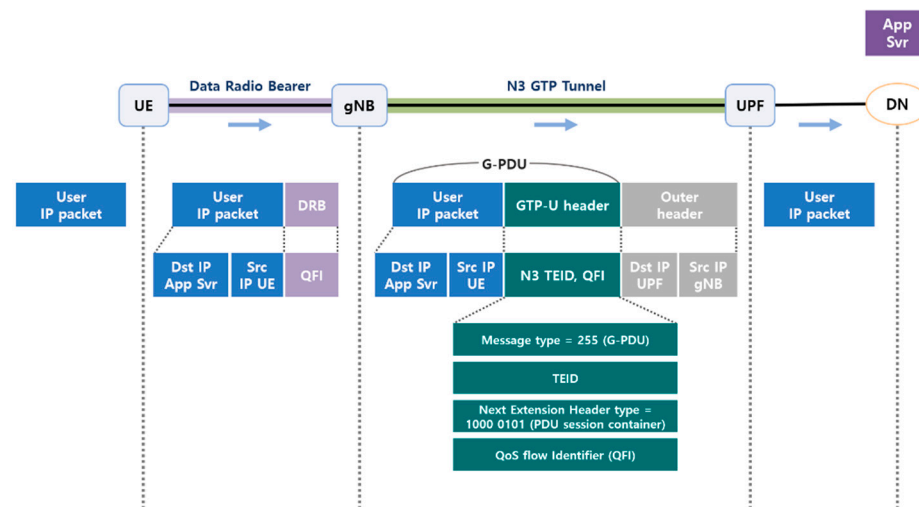 App
Svr
Data Radio Bearer
N3 GTP Tunnel
UE
gNB
UPF
DN
G-PDU
User
IP packet
User
IP packet
DRB
User
IP packet
GTP-U header
Outer
header
User
IP packet
Dst IP
App Svr
Src
IP UE
QFI
Dst IP
App Svr
Src IP
UE
N3 TEID, QFI
Dst IP
UPF
Src IP
gNB
Message type = 255 (G-PDU)
TEID
Next Extension Header type =
1000 0101 (PDU session container)
QoS flow Identifier (QFI)